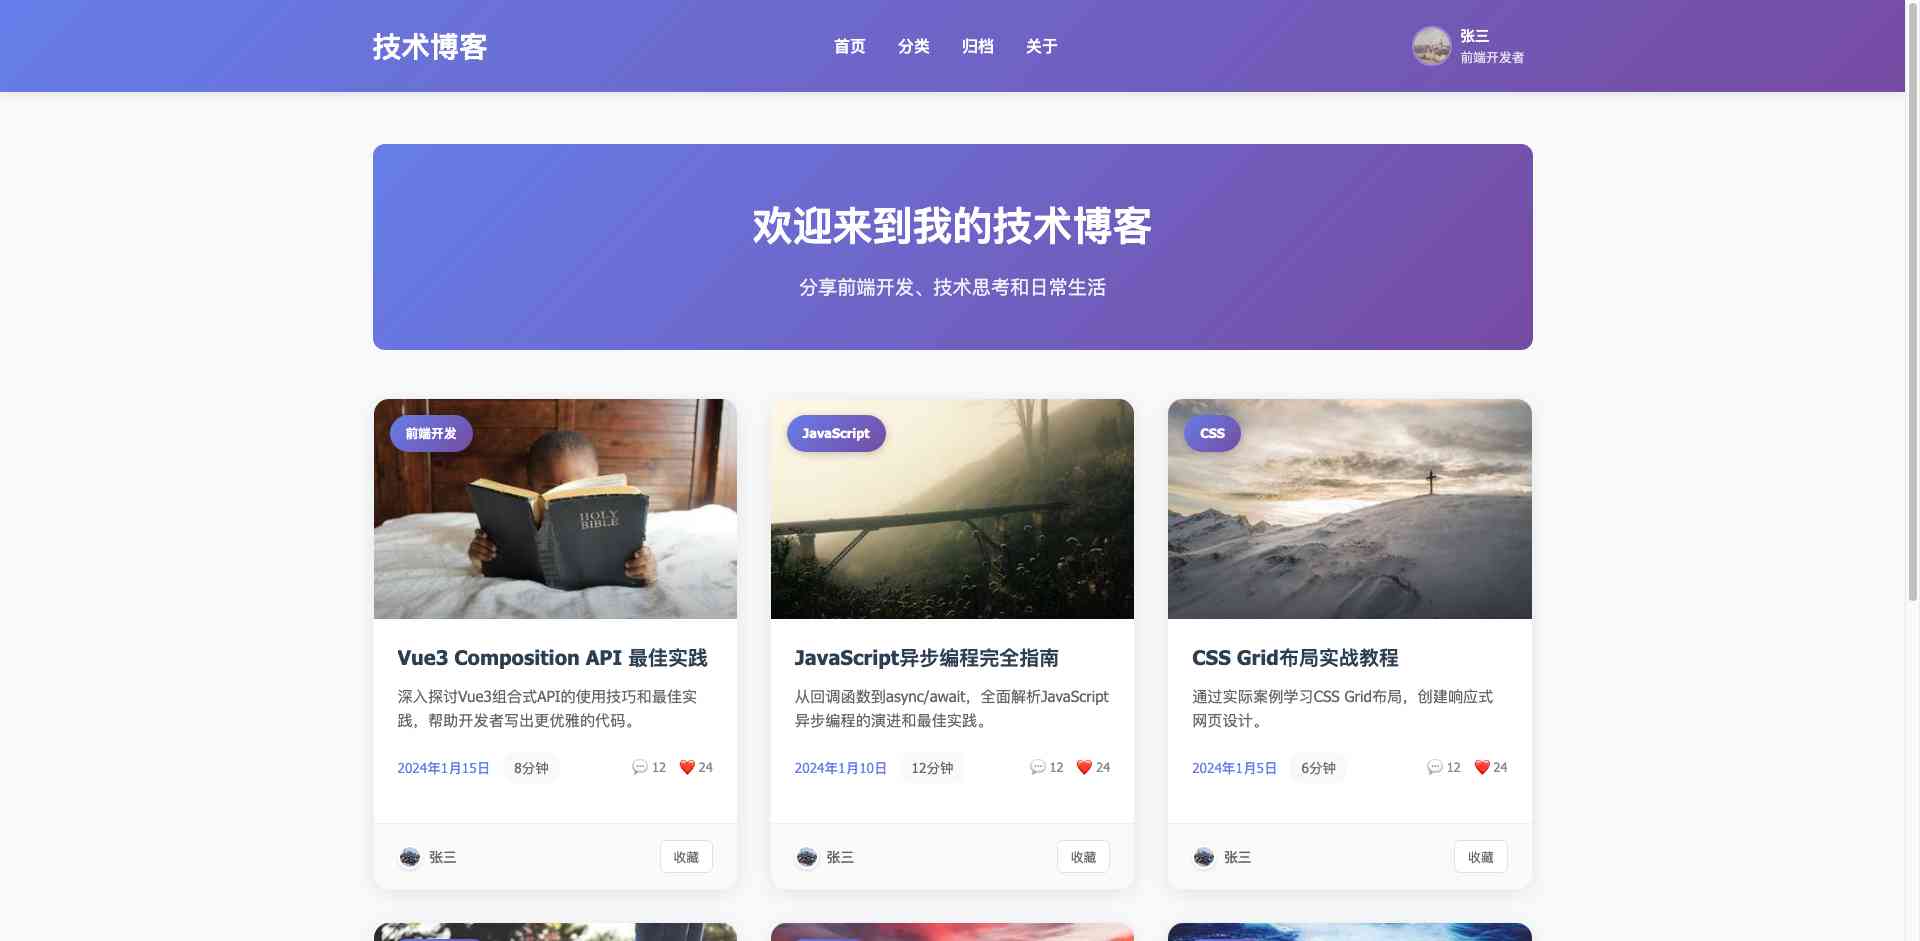 技术博客
首页
分类
归档
关于
张三
前端开发者
欢迎来到我的技术博客
分享前端开发、技术思考和日常生活
前端开发
HOLY
BIBLE
Vue3 Composition API 最佳实践
深入探讨Vue3组合式API的使用技巧和最佳实
践，帮助开发者写出更优雅的代码。
2024年1月15日
8分钟
12
24
张三
收藏
JavaScript
JavaScript异步编程完全指南
从回调函数到async/await，全面解析JavaScript
异步编程的演进和最佳实践。
2024年1月10日
12分钟
12
24
张三
收藏
CSS
CSS Grid布局实战教程
通过实际案例学习CSS Grid布局，创建响应式
网页设计。
2024年1月5日
6分钟
12
24
张三
收藏